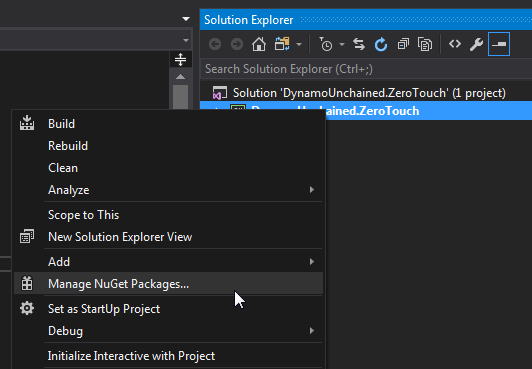 Solution Explorer
Search Solution Explorer (Ctrl+;)
Solution 'DynamoUnchained.ZeroTouch' (1 project)
hained.ZeroTouch
Build
Rebuild
Clean
Analyze
Scope to This
New Solution Explorer View
Add
Manage NuGet Packages...
Set as StartUp Project
Debug
Initialize Interactive with Project